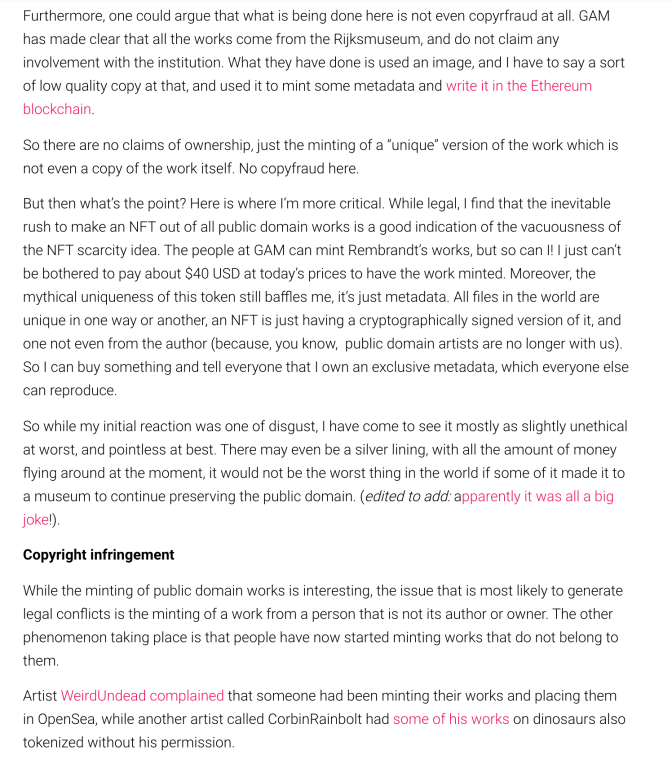 Furthermore, one could argue that what is being done here is not even copyrfraud at all. GAM
has made clear that all the works come from the Rijksmuseum, and do not claim any
involvement with the institution. What they have done is used an image, and I have to say a sort
of low quality copy at that, and used it to mint some metadata and write it in the Ethereum
blockchain.
So there are no claims of ownership, just the minting of a “unique” version of the work which is
not even a copy of the work itself. No copyfraud here.
But then what’s the point? Here is where I’m more critical. While legal, I find that the inevitable
rush to make an NFT out of all public domain works is a good indication of the vacuousness of
the NFT scarcity idea. The people at GAM can mint Rembrandt’s works, but so can I! I just can’t
be bothered to pay about $40 USD at today’s prices to have the work minted. Moreover, the
mythical uniqueness of this token still baffles me, it’s just metadata. All files in the world are
unique in one way or another, an NFT is just having a cryptographically signed version of it, and
one not even from the author (because, you know, public domain artists are no longer with us).
So I can buy something and tell everyone that I own an exclusive metadata, which everyone else
can reproduce.
So while my initial reaction was one of disgust, I have come to see it mostly as slightly unethical
at worst, and pointless at best. There may even be a silver lining, with all the amount of money
flying around at the moment, it would not be the worst thing in the world if some of it made it to
a museum to continue preserving the public domain. (edited to add: apparently it was all a big
joke!).
Copyright infringement
While the minting of public domain works is interesting, the issue that is most likely to generate
legal conflicts is the minting of a work from a person that is not its author or owner. The other
phenomenon taking place is that people have now started minting works that do not belong to
them.
Artist WeirdUndead complained that someone had been minting their works and placing them
in OpenSea, while another artist called CorbinRainbolt had some of his works on dinosaurs also
tokenized without his permission.